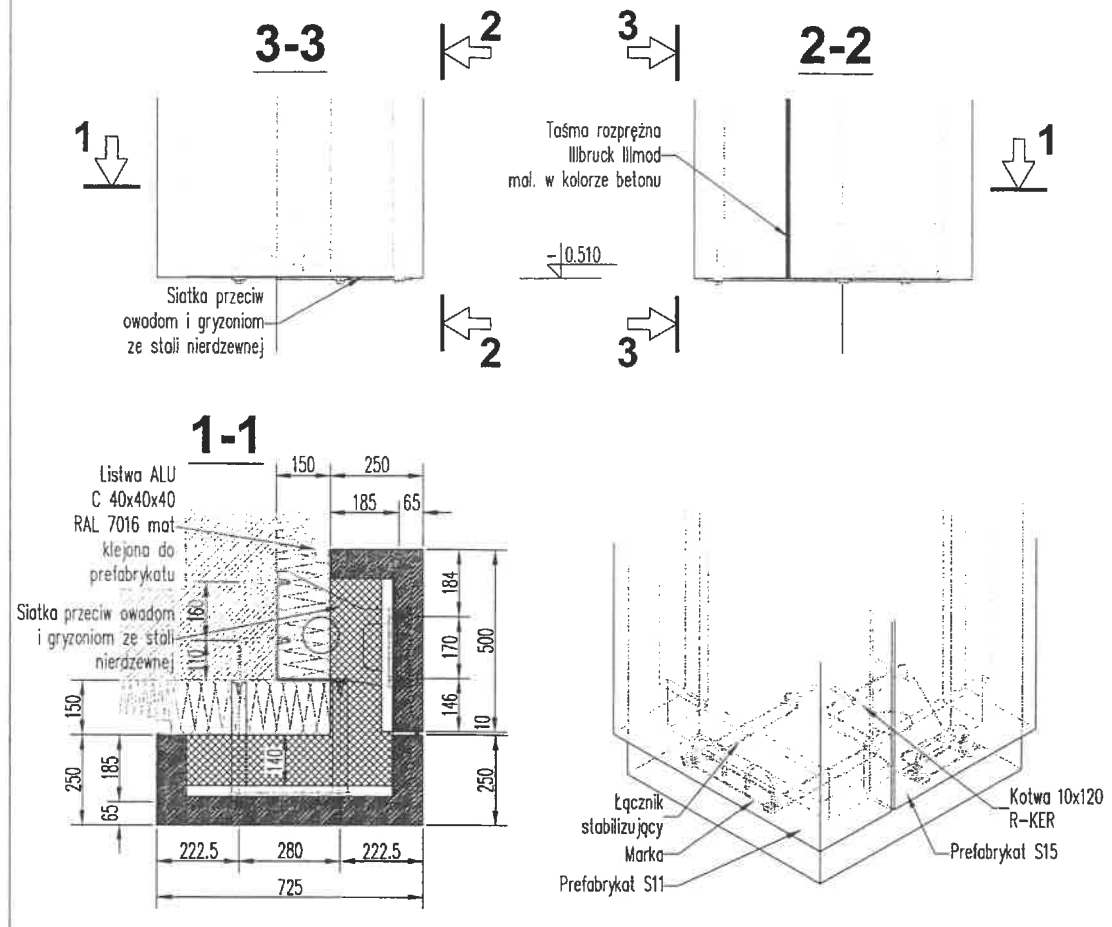 3-3
2
3
2-2
1
Taśma rozprężna
Illbruck Illmod
mal. w kolorze betonu
1
- 0.510
Siatka przeciw
owadom i gryzoniom
ze stali nierdzewnej
2
3
1-1
Listwa ALU
C 40x40x40
RAL 7016 mat
klejona do
prefabrykatu
Siatka przeciw owadom
i gryzoniom ze stali
nierdzewnej
150
250
185
65
160
110
184
170
146
500
10
150
250
185
65
140
250
222.5
280
222.5
725
Łącznik
stabilizujący
Marka
Prefabrykat S11
Kotwa 10x120
R-KER
Prefabrykat S15